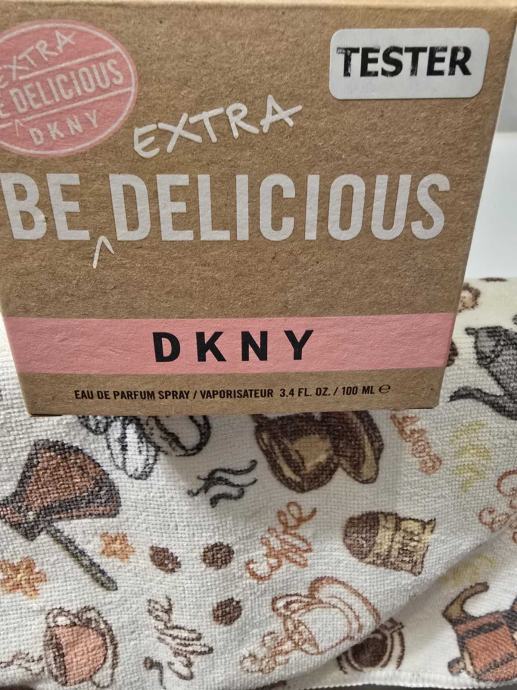 EXTRA
BE DELICIOUS
DKNY
TESTER
EXTRA
BE DELICIOUS
DKNY
EAU DE PARFUM SPRAY / VAPORISATEUR 3.4 FL. OZ. / 100 ML ℮
coffee
coffee